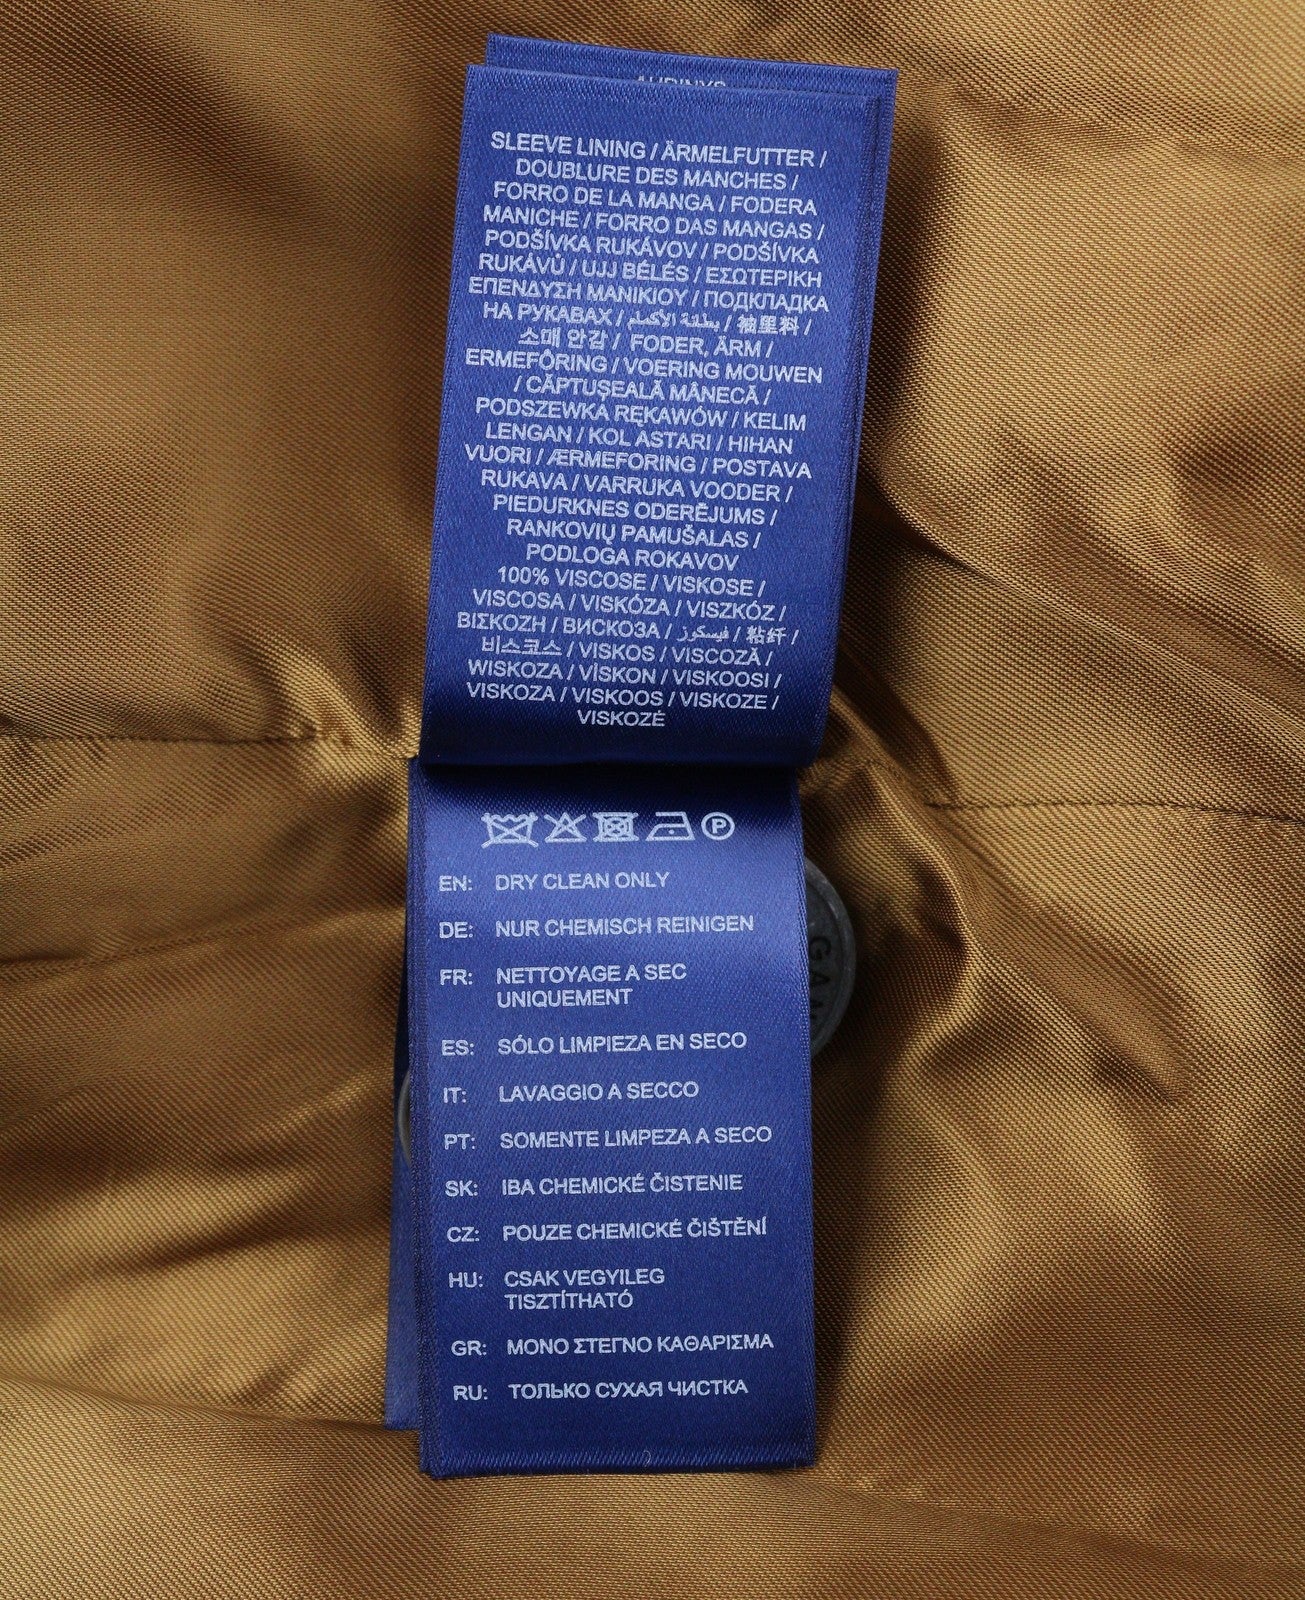 SLEEVE LINING / ÄRMELFUTTER /
DOUBLURE DES MANCHES /
FORRO DE LA MANGA / FODERA
MANICHE / FORRO DAS MANGAS /
PODŠÍVKA RUKÁVOV / PODŠÍVKA
RUKÁVŮ / UJJ BÉLÉS / ΕΣΩΤΕΡΙΚΗ
ΕΠΕΝΔΥΣΗ ΜΑΝΙΚΙΟΥ / ПОДКЛАДКА
НА РУКАВАХ / بطانة الأكمام / 袖里料 /
소매 안감 / FODER, ÄRM /
ERMEFÔRING / VOERING MOUWEN
/ CĂPTUŞEALĂ MÂNECĂ /
PODSZEWKA RĘKAWÓW / KELIM
LENGAN / KOL ASTARI / HIHAN
VUORI / ÆRMEFORING / POSTAVA
RUKAVA / VARRUKA VOODER /
PIEDURKNES ODERĒJUMS /
RANKOVIŲ PAMUŠALAS /
PODLOGA ROKAVOV
100% VISCOSE / VISKOSE /
VISCOSA / VISKÓZA / VISZKÓZ /
ΒΙΣΚΟΖΗ / ВИСКОЗА / فيسكوز / 粘纤 /
비스코스 / VISKOS / VISCOZĂ /
WISKOZA / VİSKON / VISKOOSI /
VISKOZA / VISKOOS / VISKOZE /
VISKOZĖ
P
EN: DRY CLEAN ONLY
DE: NUR CHEMISCH REINIGEN
FR: NETTOYAGE A SEC
UNIQUEMENT
ES: SÓLO LIMPIEZA EN SECO
IT: LAVAGGIO A SECCO
PT: SOMENTE LIMPEZA A SECO
SK: IBA CHEMICKÉ ČISTENIE
CZ: POUZE CHEMICKÉ ČIŠTĚNÍ
HU: CSAK VEGYILEG
TISZTÍTHATÓ
GR: ΜΟΝΟ ΣΤΕΓΝΟ ΚΑΘΑΡΙΣΜΑ
RU: ТОЛЬКО СУХАЯ ЧИСТКА